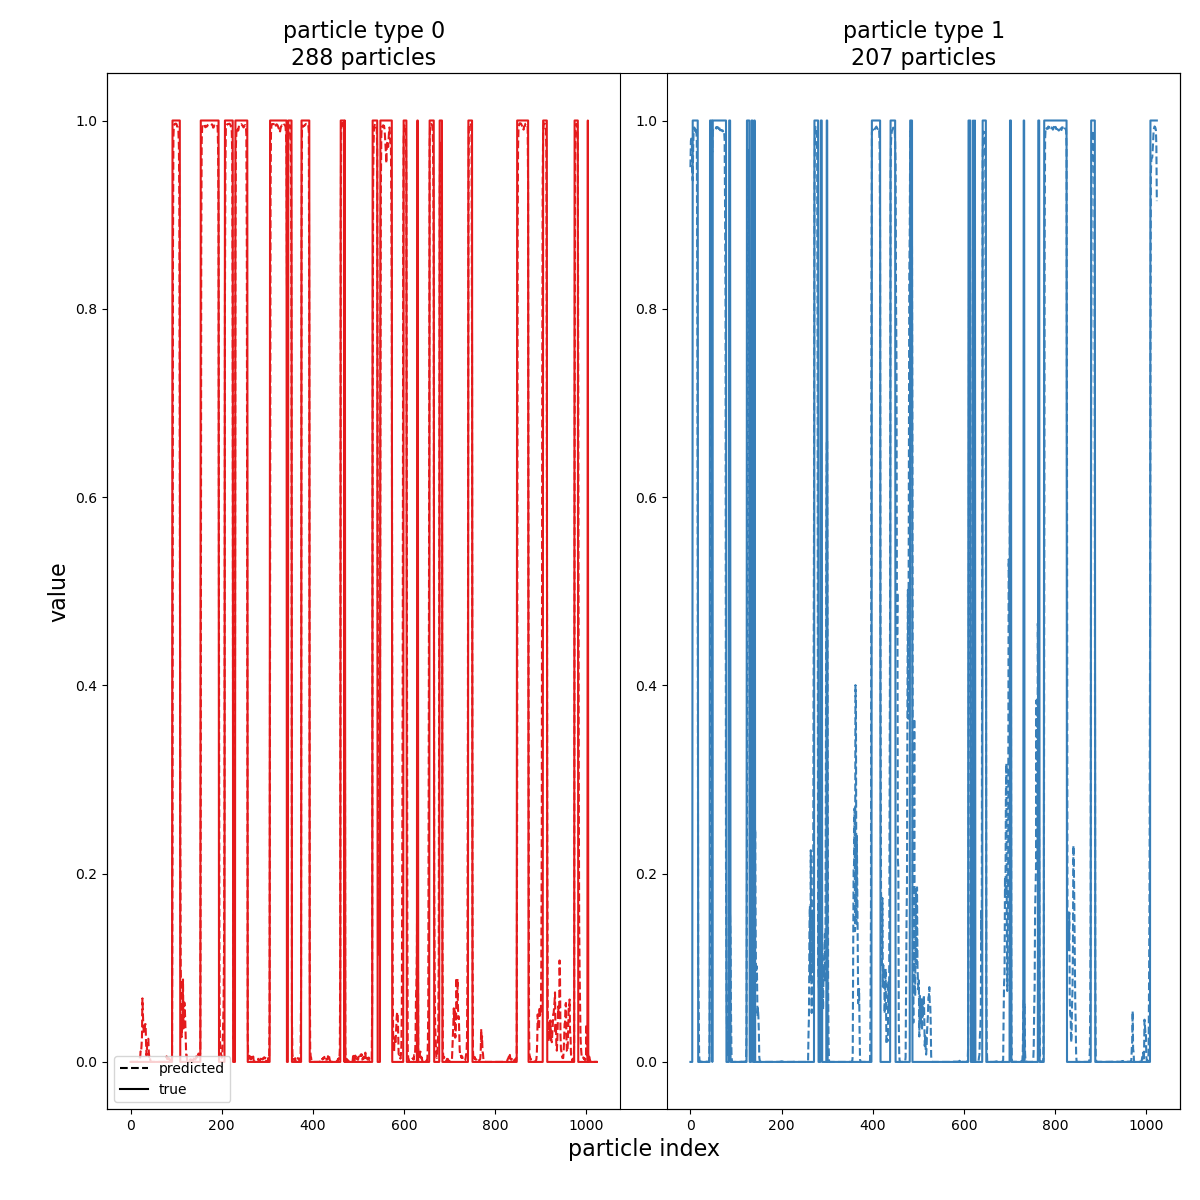 particle type 0
288 particles
particle type 1
207 particles
value
1.0
0.8
0.6
0.4
0.2
0.0
1.0
0.8
0.6
0.4
0.2
0.0
predicted
true
0 200 400 600 800 1000
0 200 400 600 800 1000
particle index